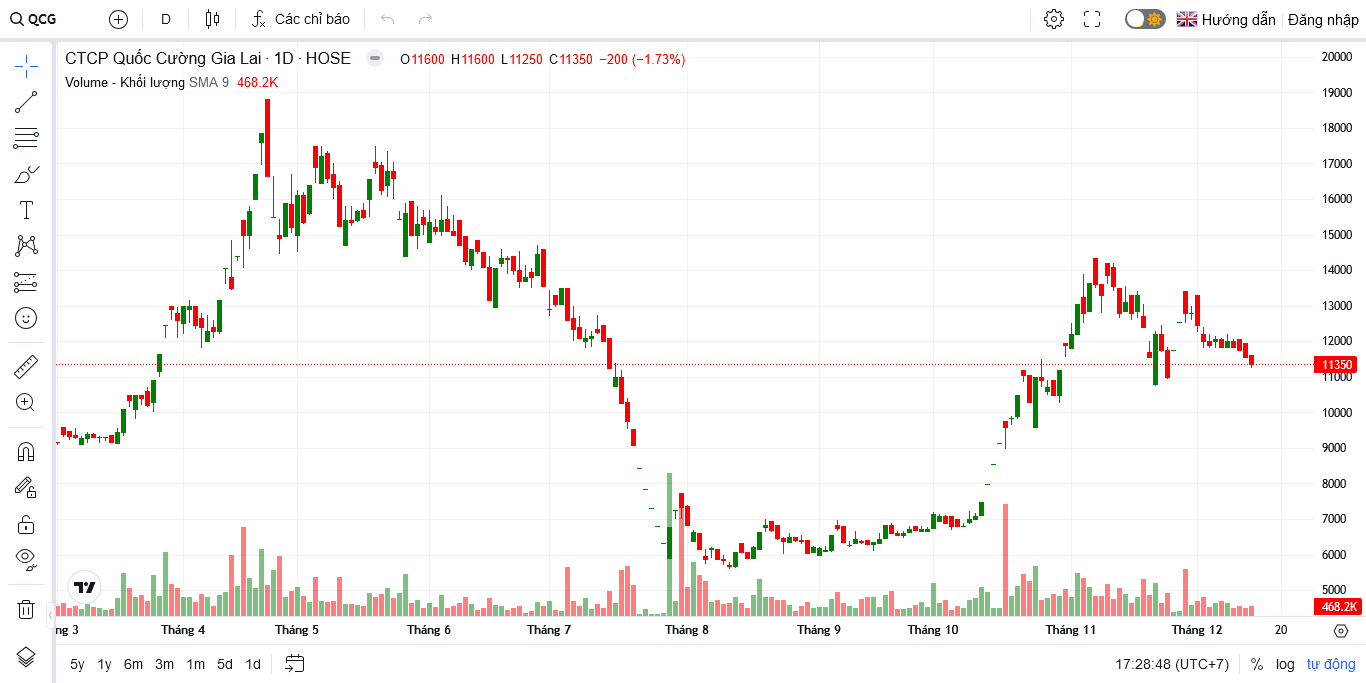 QCG
D
Các chỉ báo
Hướng dẫn
Đăng nhập
CTCP Quốc Cường Gia Lai · 1D · HOSE
O11600 H11600 L11250 C11350 −200 (−1.73%)
Volume - Khối lượng SMA 9 468.2K
20000
19000
18000
17000
16000
15000
14000
13000
12000
11350
11000
10000
9000
8000
7000
6000
5000
468.2K
ng 3 Tháng 4 Tháng 5 Tháng 6 Tháng 7 Tháng 8 Tháng 9 Tháng 10 Tháng 11 Tháng 12 20
5y 1y 6m 3m 1m 5d 1d
17:28:48 (UTC+7) % log tự động